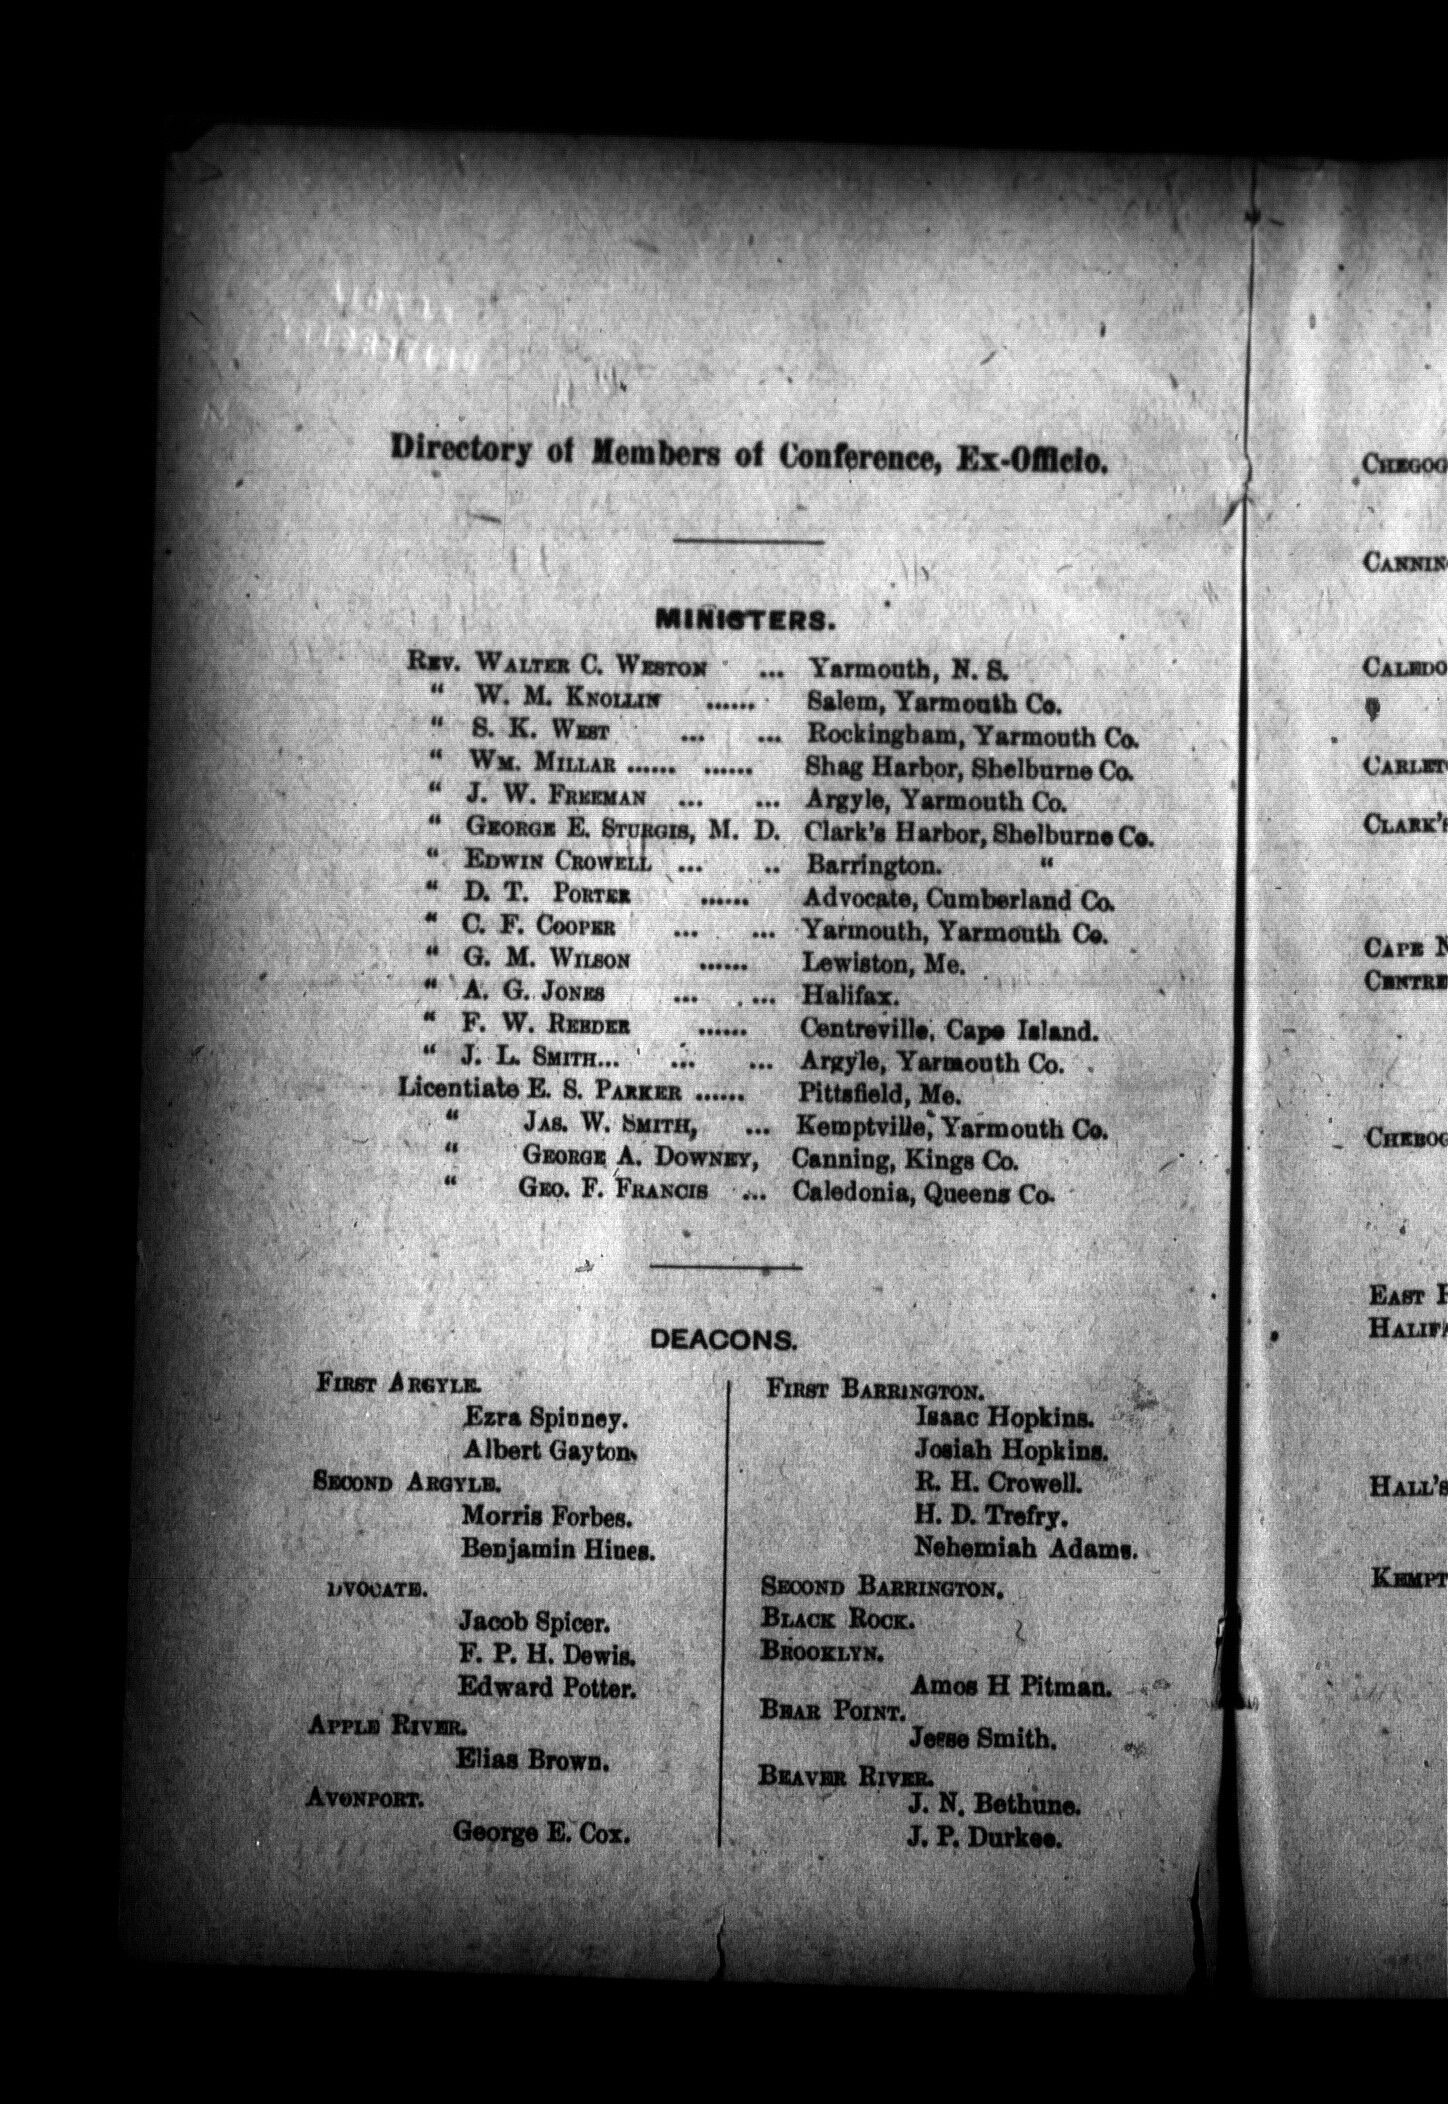 Directory of Members of Conference, Ex-Officio.
MINISTERS.
REV. WALTER C. WESTON ... Yarmouth, N. S.
“ W. M. KNOLLIN ...... Salem, Yarmouth Co.
“ S. K. WEST ... ... Rockingham, Yarmouth Co.
“ WM. MILLAR ...... ...... Shag Harbor, Shelburne Co.
“ J. W. FREEMAN ... ... Argyle, Yarmouth Co.
“ GEORGE E. STURGIS, M. D. Clark's Harbor, Shelburne Co.
“ EDWIN CROWELL ... .. Barrington. “
“ D. T. PORTER ...... Advocate, Cumberland Co.
“ C. F. COOPER ... ... Yarmouth, Yarmouth Co.
“ G. M. WILSON ...... Lewiston, Me.
“ A. G. JONES ... ... Halifax.
“ F. W. REEDER ...... Centreville, Cape Island.
“ J. L. SMITH... ... ... Argyle, Yarmouth Co.
Licentiate E. S. PARKER ...... Pittsfield, Me.
“ JAS. W. SMITH, ... Kemptville, Yarmouth Co.
“ GEORGE A. DOWNEY, Canning, Kings Co.
“ GEO. F. FRANCIS ... Caledonia, Queens Co.
DEACONS.
FIRST ARGYLE.
Ezra Spinney.
Albert Gayton.
SECOND ARGYLE.
Morris Forbes.
Benjamin Hines.
DVOCATE.
Jacob Spicer.
F. P. H. Dewis.
Edward Potter.
APPLE RIVER.
Elias Brown.
AVONPORT.
George E. Cox.
FIRST BARRINGTON.
Isaac Hopkins.
Josiah Hopkins.
R. H. Crowell.
H. D. Trefry.
Nehemiah Adams.
SECOND BARRINGTON.
BLACK ROCK.
BROOKLYN.
Amos H Pitman.
BEAR POINT.
Jesse Smith.
BEAVER RIVER.
J. N. Bethune.
J. P. Durkee.
CHEGOG
CANNIN
CALEDO
CARLET
CLARK'S
CAPE N
CENTRE
CHEBOG
EAST
HALIFA
HALL'S
KEMPT